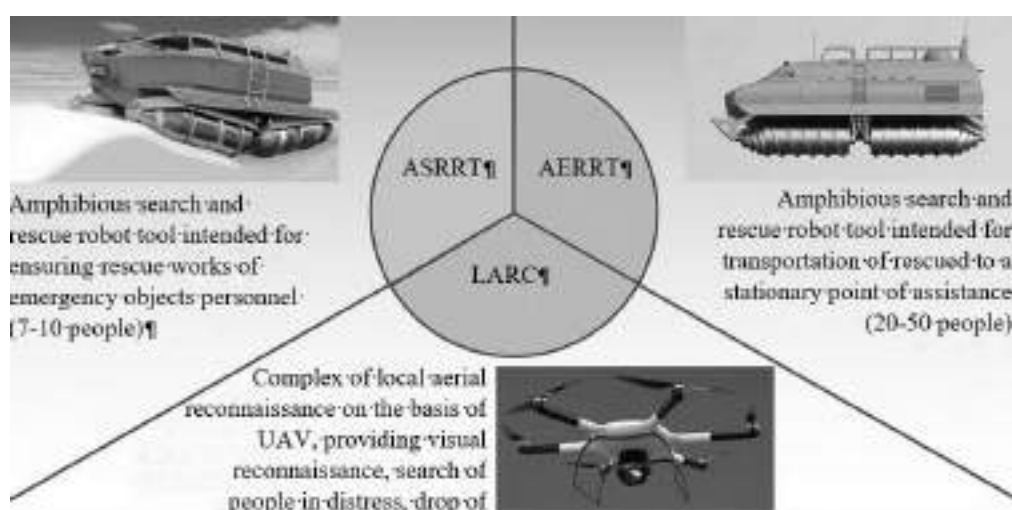 ASRRT¶
AERRT¶
LARC¶
Amphibious·search·and·
rescue·robot·tool·intended·for·
ensuring·rescue·works·of·
emergency·objects·personnel·
(7-10·people)¶
Amphibious·search·and
rescue·robot·tool·intended·for
transportation·of·rescued·to·a
stationary·point·of·assistance
(20-50·people)
Complex·of·local·aerial
reconnaissance·on·the·basis·of
UAV,·providing·visual
reconnaissance,·search·of
people·in·distress,·drop·of